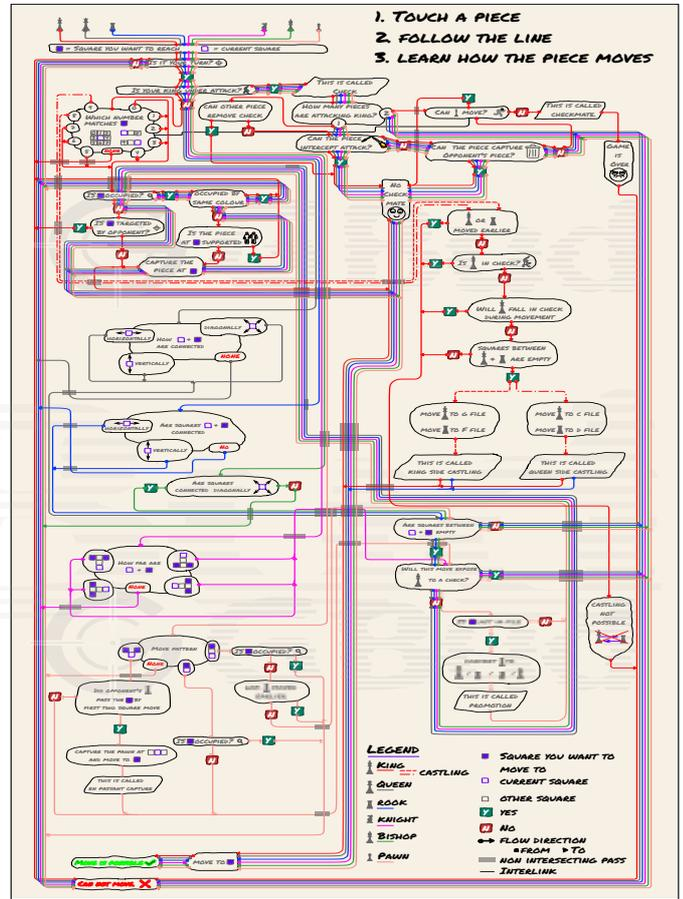 1. Touch a piece
2. follow the line
3. learn how the piece moves
= Square you want to reach
= current square
Is it your turn?
Is your king under attack?
Y
This is called
Check
Which number
matches
Can other piece
remove check
How many pieces
are attacking king?
2
Can I move?
N
This is called
checkmate
1
Can the piece
intercept attack?
Can the piece capture
opponent's piece?
Game
is
over
No
check
mate
Is occupied?
Occupied by
same colour
Is targeted
by opponent?
Is the piece
at supported
Capture the
piece at
or
moved earlier
Is in check?
Will fall in check
during movement
Squares between
+ are empty
Move to G file
Move to F file
Move to C file
Move to D file
This is called
King side castling
This is called
Queen side castling
Horizontally
Diagonally
How +
are connected
Vertically
None
Horizontally
Are squares +
connected
Vertically
No
Are squares
connected diagonally
How far are
+
None
Are squares between
+ empty
Will this move expose
to a check?
Castling
not
possible
Move pattern
None
Is occupied?
Did opponent's
pass the by
first two square move
Capture the pawn at
and move to
Is occupied?
This is called
en passant capture
This is called
promotion
Move is possible
Move to
Can not move
Legend
King
castling
Queen
rook
Knight
Bishop
Pawn
Square you want to
move to
current square
other square
Yes
No
flow direction
from To
non intersecting pass
Interlink